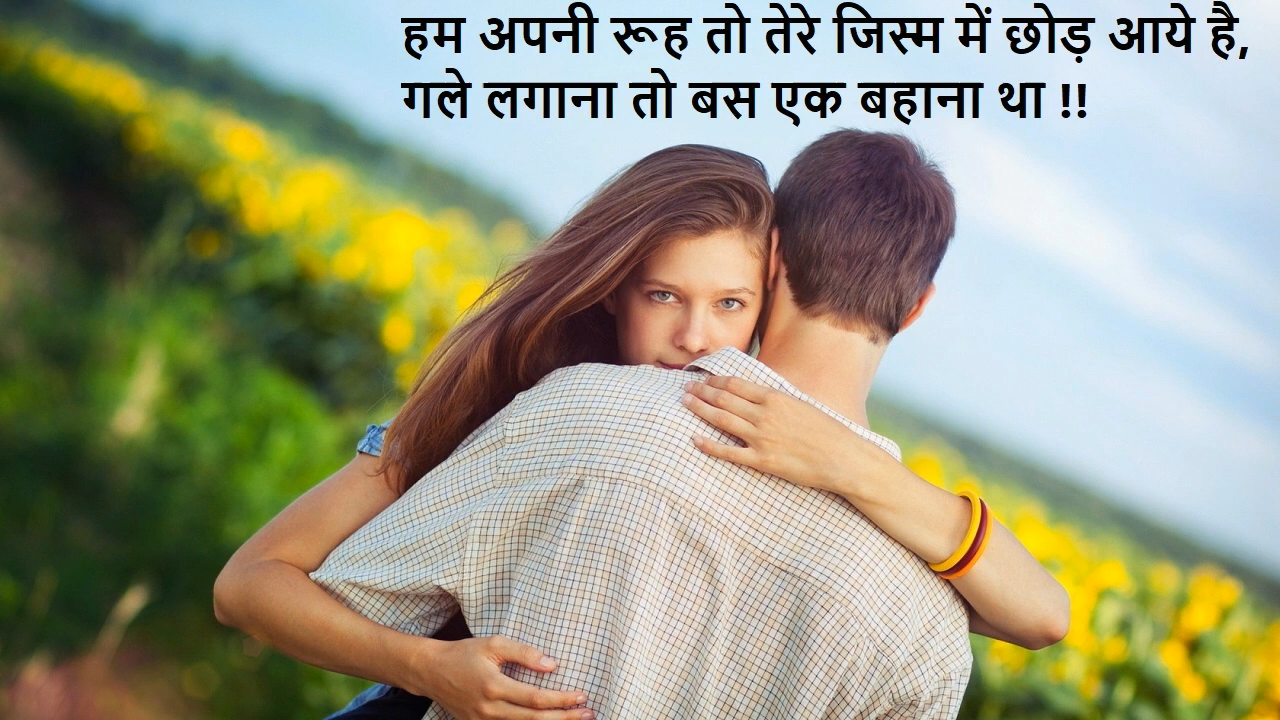 हम अपनी रूह तो तेरे जिस्म में छोड़ आये है,
गले लगाना तो बस एक बहाना था !!